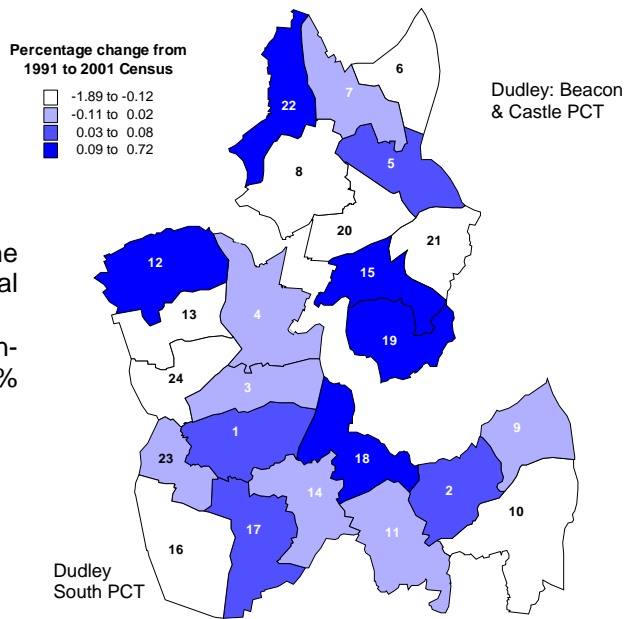 Percentage change from
1991 to 2001 Census
-1.89 to -0.12
-0.11 to 0.02
0.03 to 0.08
0.09 to 0.72
Dudley: Beacon
& Castle PCT
6
7
22
5
8
20
21
12
15
13
4
19
24
3
1
9
23
18
2
14
10
17
11
16
Dudley
South PCT
ne
al
n-
%